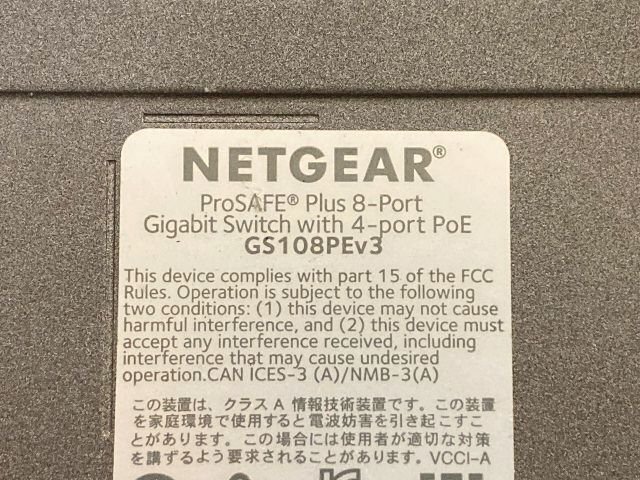 NETGEAR®
ProSAFE® Plus 8-Port
Gigabit Switch with 4-port PoE
GS108PEv3
This device complies with part 15 of the FCC
Rules. Operation is subject to the following
two conditions: (1) this device may not cause
harmful interference, and (2) this device must
accept any interference received, including
interference that may cause undesired
operation.CAN ICES-3 (A)/NMB-3(A)
この装置は、クラス A 情報技術装置です。この装置
を家庭環境で使用すると電波妨害を引き起こすこ
とがあります。この場合には使用者が適切な対策
を講ずるよう要求されることがあります。VCCI-A